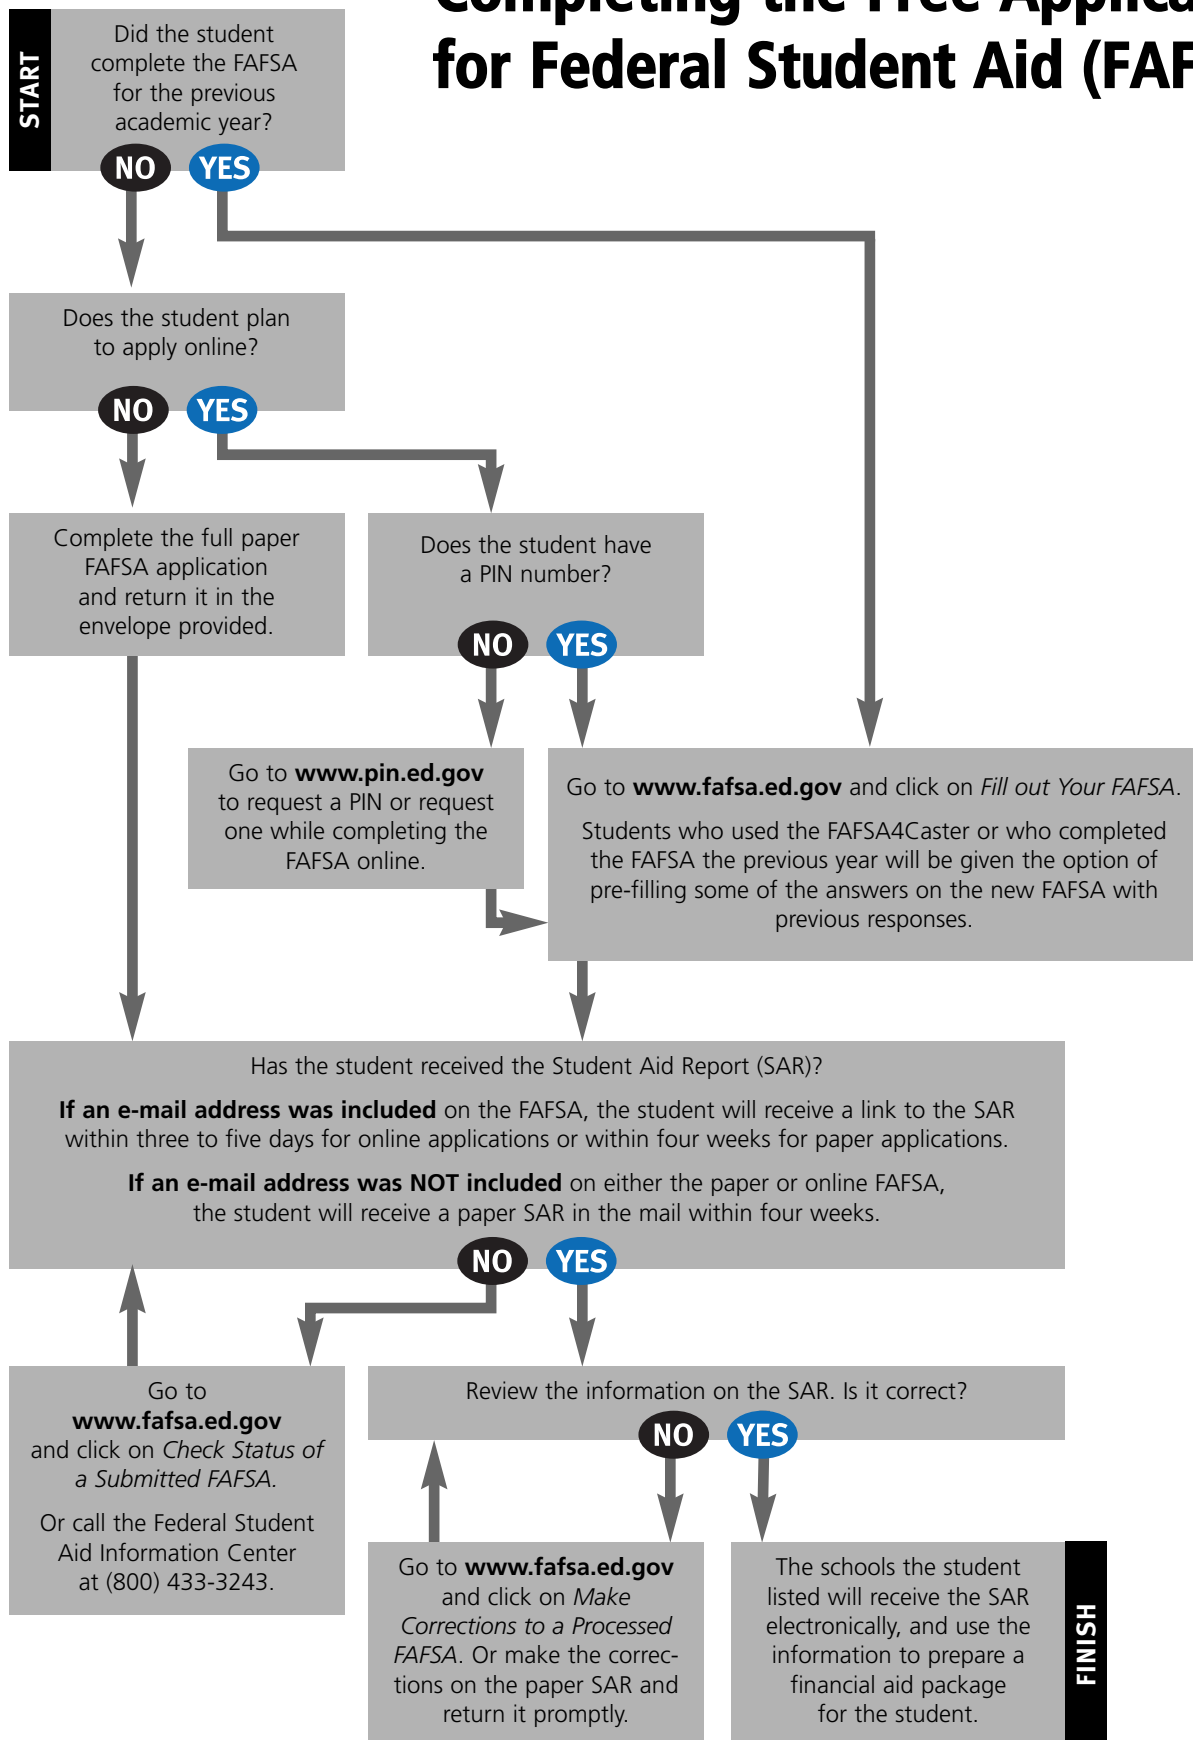 Completing the Free Applica
for Federal Student Aid (FAF
START
Did the student
complete the FAFSA
for the previous
academic year?
NO YES
Does the student plan
to apply online?
NO YES
Complete the full paper
FAFSA application
and return it in the
envelope provided.
Does the student have
a PIN number?
NO YES
Go to www.pin.ed.gov
to request a PIN or request
one while completing the
FAFSA online.
Go to www.fafsa.ed.gov and click on Fill out Your FAFSA.
Students who used the FAFSA4Caster or who completed
the FAFSA the previous year will be given the option of
pre-filling some of the answers on the new FAFSA with
previous responses.
Has the student received the Student Aid Report (SAR)?
If an e-mail address was included on the FAFSA, the student will receive a link to the SAR
within three to five days for online applications or within four weeks for paper applications.
If an e-mail address was NOT included on either the paper or online FAFSA,
the student will receive a paper SAR in the mail within four weeks.
NO YES
Go to
www.fafsa.ed.gov
and click on Check Status of
a Submitted FAFSA.
Or call the Federal Student
Aid Information Center
at (800) 433-3243.
Review the information on the SAR. Is it correct?
NO YES
Go to www.fafsa.ed.gov
and click on Make
Corrections to a Processed
FAFSA. Or make the correc-
tions on the paper SAR and
return it promptly.
The schools the student
listed will receive the SAR
electronically, and use the
information to prepare a
financial aid package
for the student.
FINISH